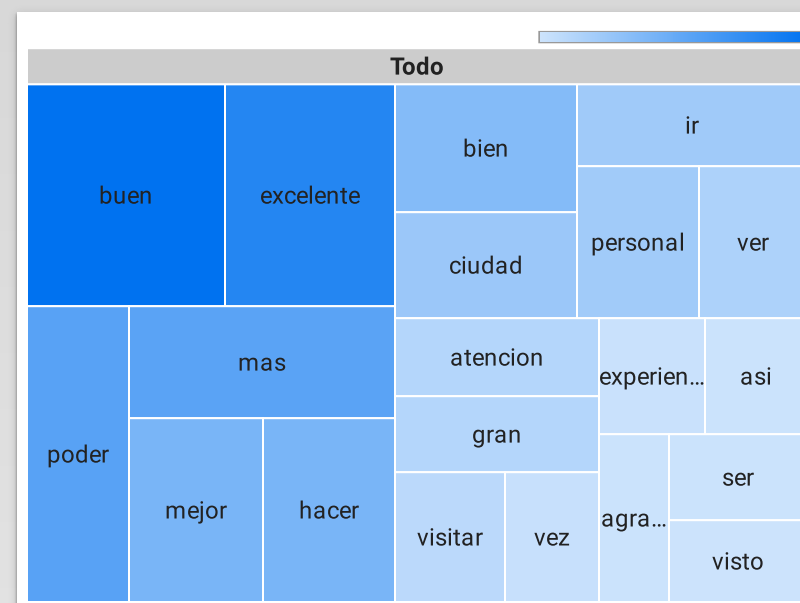 Todo
buen
excelente
bien
ir
ciudad
personal
ver
poder
mas
mejor
hacer
atencion
gran
visitar
vez
experien...
asi
agra...
ser
visto